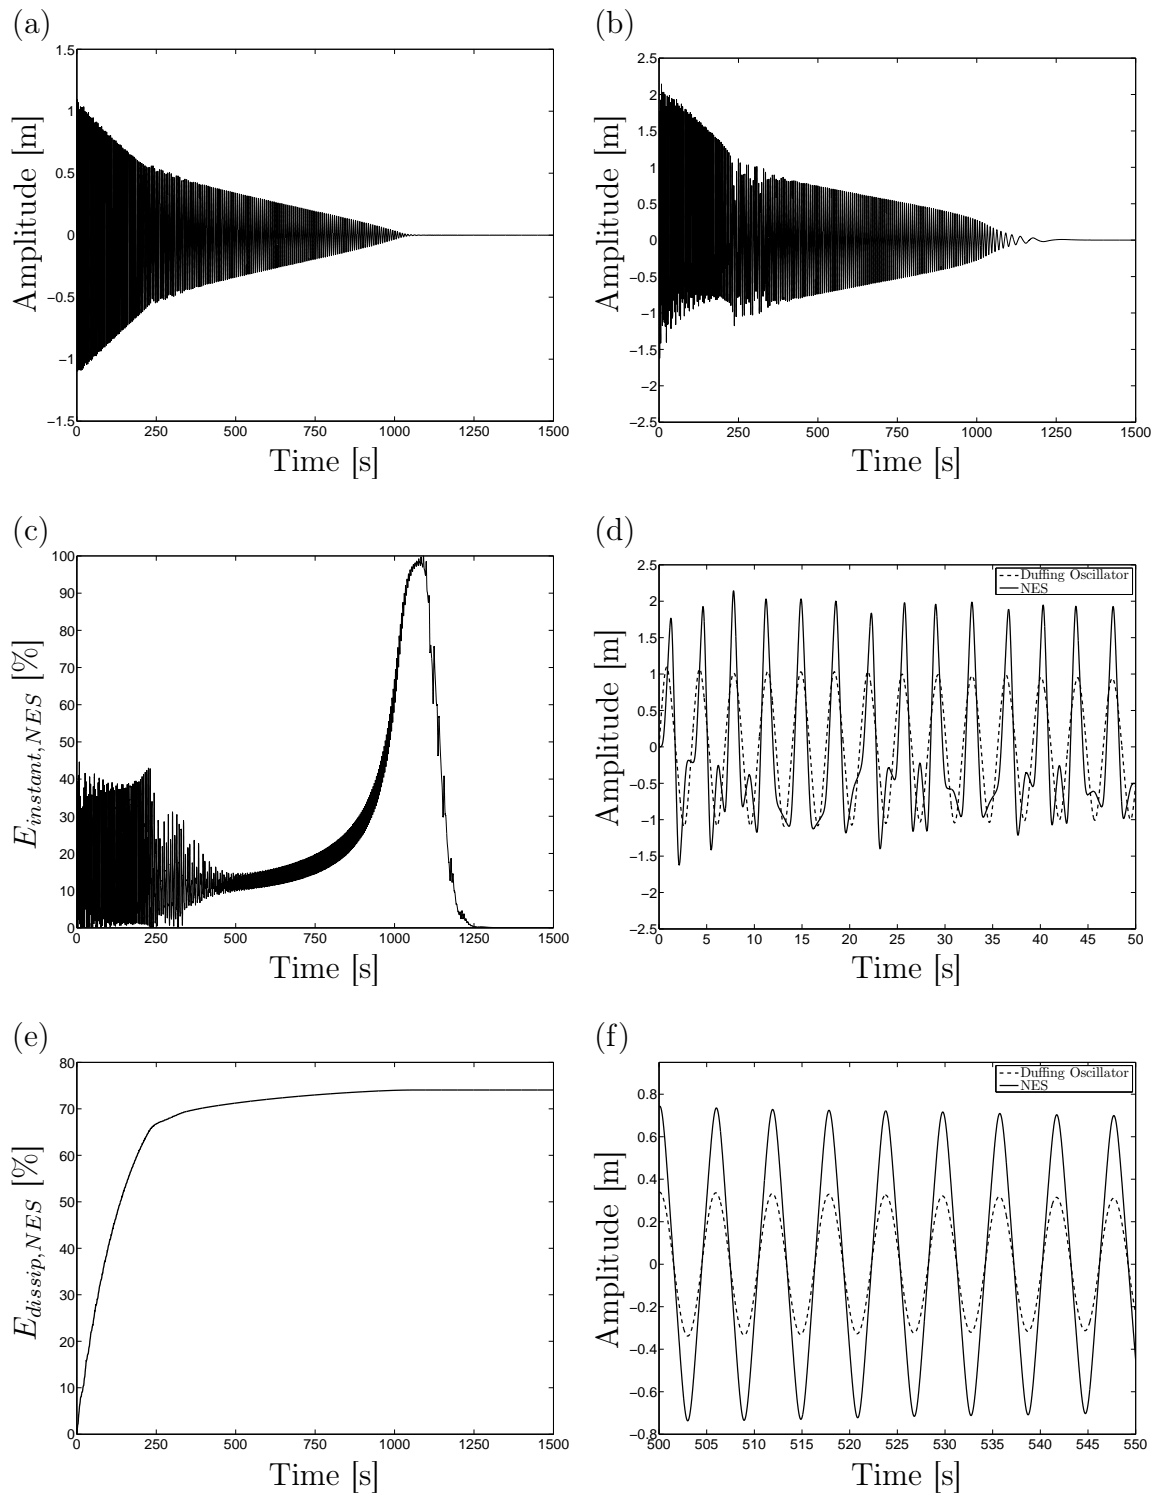 (a)
1.5
1
0.5
0
−0.5
−1
−1.5
0 250 500 750 1000 1250 1500
Amplitude [m]
Time [s]
(b)
2.5
2
1.5
1
0.5
0
−0.5
−1
−1.5
−2
−2.5
0 250 500 750 1000 1250 1500
Amplitude [m]
Time [s]
(c)
100
90
80
70
60
50
40
30
20
10
0
0 250 500 750 1000 1250 1500
E_{instant,NES} [%]
Time [s]
(d)
2.5
2
1.5
1
0.5
0
−0.5
−1
−1.5
−2
−2.5
0 5 10 15 20 25 30 35 40 45 50
Duffing Oscillator
NES
Amplitude [m]
Time [s]
(e)
80
70
60
50
40
30
20
10
0
0 250 500 750 1000 1250 1500
E_{dissip,NES} [%]
Time [s]
(f)
0.8
0.6
0.4
0.2
0
−0.2
−0.4
−0.6
−0.8
500 505 510 515 520 525 530 535 540 545 550
Duffing Oscillator
NES
Amplitude [m]
Time [s]